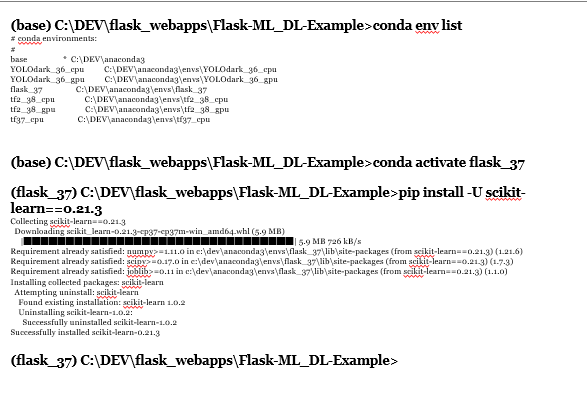 (base) C:\DEV\flask_webapps\Flask-ML_DL-Example>conda env list
# conda environments:
#
base * C:\DEV\anaconda3
YOLOdark_36_cpu C:\DEV\anaconda3\envs\YOLOdark_36_cpu
YOLOdark_36_gpu C:\DEV\anaconda3\envs\YOLOdark_36_gpu
flask_37 C:\DEV\anaconda3\envs\flask_37
tf2_38_cpu C:\DEV\anaconda3\envs\tf2_38_cpu
tf2_38_gpu C:\DEV\anaconda3\envs\tf2_38_gpu
tf37_cpu C:\DEV\anaconda3\envs\tf37_cpu
(base) C:\DEV\flask_webapps\Flask-ML_DL-Example>conda activate flask_37
(flask_37) C:\DEV\flask_webapps\Flask-ML_DL-Example>pip install -U scikit-
learn==0.21.3
Collecting scikit-learn==0.21.3
Downloading scikit_learn-0.21.3-cp37-cp37m-win_amd64.whl (5.9 MB)
| 5.9 MB 726 kB/s
Requirement already satisfied: numpy>=1.11.0 in c:\dev\anaconda3\envs\flask_37\lib\site-packages (from scikit-learn==0.21.3) (1.21.6)
Requirement already satisfied: scipy>=0.17.0 in c:\dev\anaconda3\envs\flask_37\lib\site-packages (from scikit-learn==0.21.3) (1.7.3)
Requirement already satisfied: joblib>=0.11 in c:\dev\anaconda3\envs\flask_37\lib\site-packages (from scikit-learn==0.21.3) (1.1.0)
Installing collected packages: scikit-learn
Attempting uninstall: scikit-learn
Found existing installation: scikit-learn 1.0.2
Uninstalling scikit-learn-1.0.2:
Successfully uninstalled scikit-learn-1.0.2
Successfully installed scikit-learn-0.21.3
(flask_37) C:\DEV\flask_webapps\Flask-ML_DL-Example>